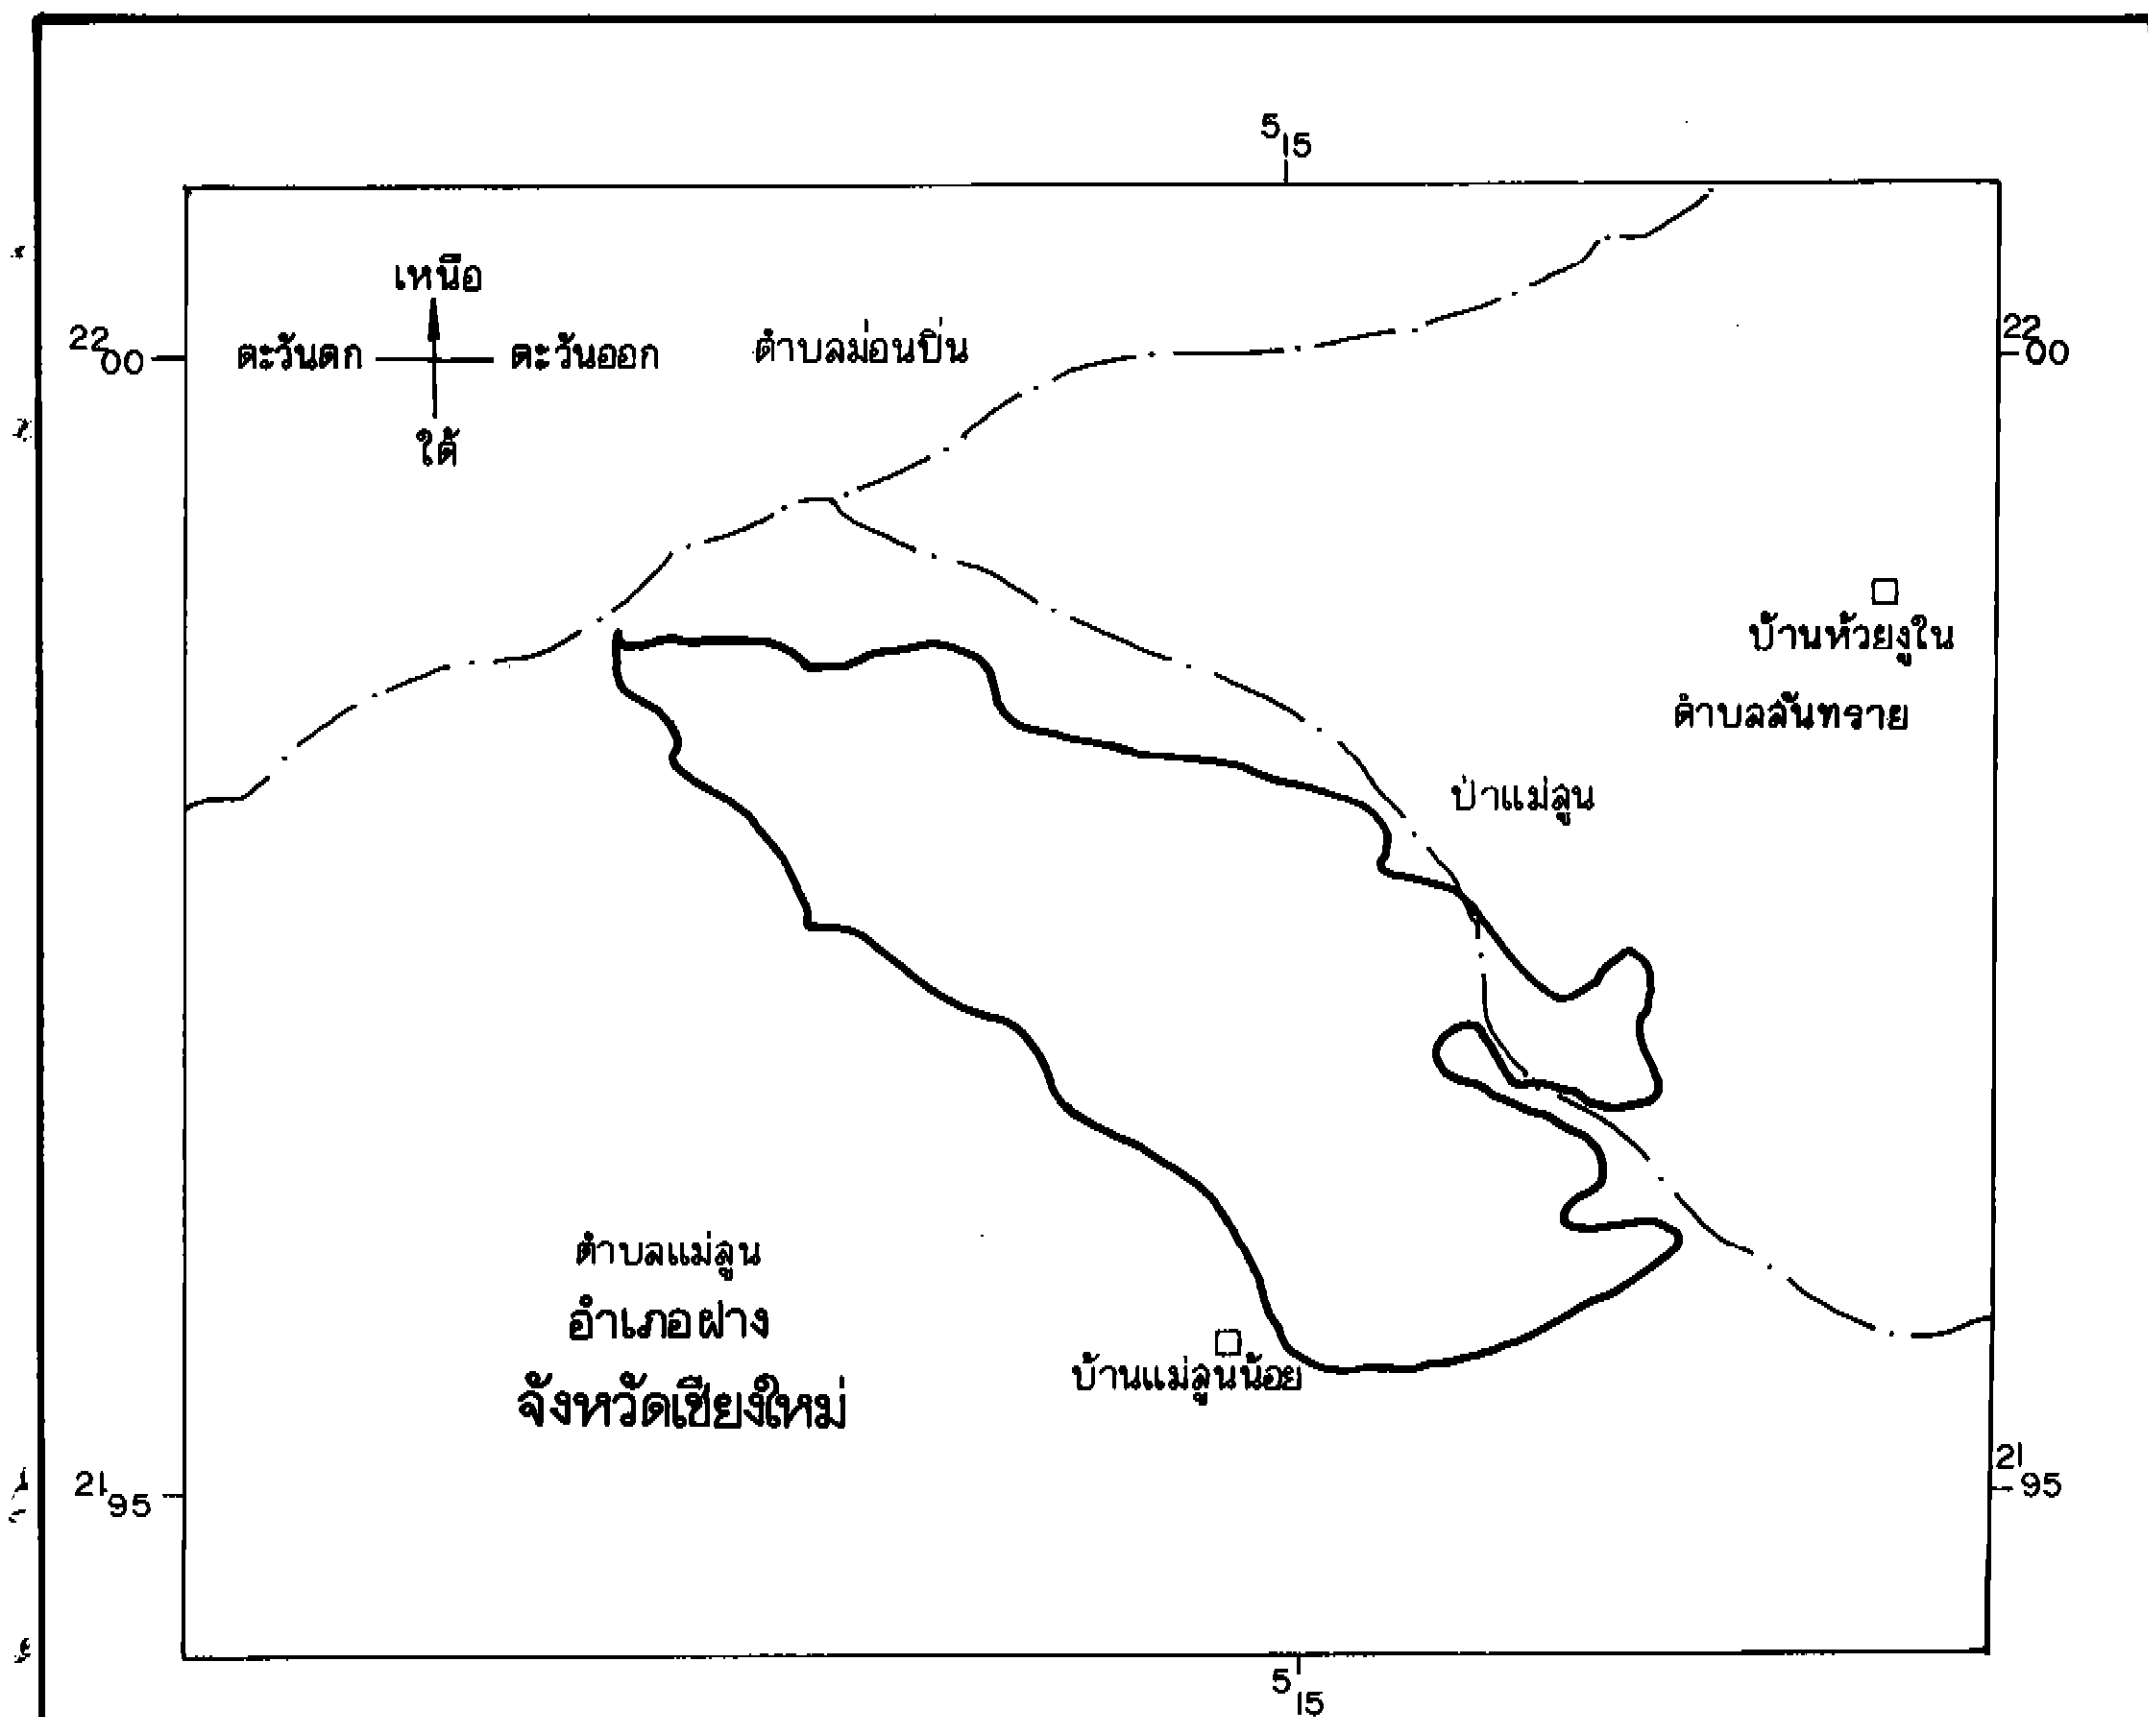 5 15
เหนือ
22 00
ตะวันตก
ตะวันออก
ตำบลม่อนปิ่น
22 00
ใต้
บ้านห้วยงูใน
ตำบลสันทราย
ป่าแม่สูน
ตำบลแม่สูน
อำเภอฝาง
บ้านแม่สูนน้อย
จังหวัดเชียงใหม่
21 95
21 95
5 15